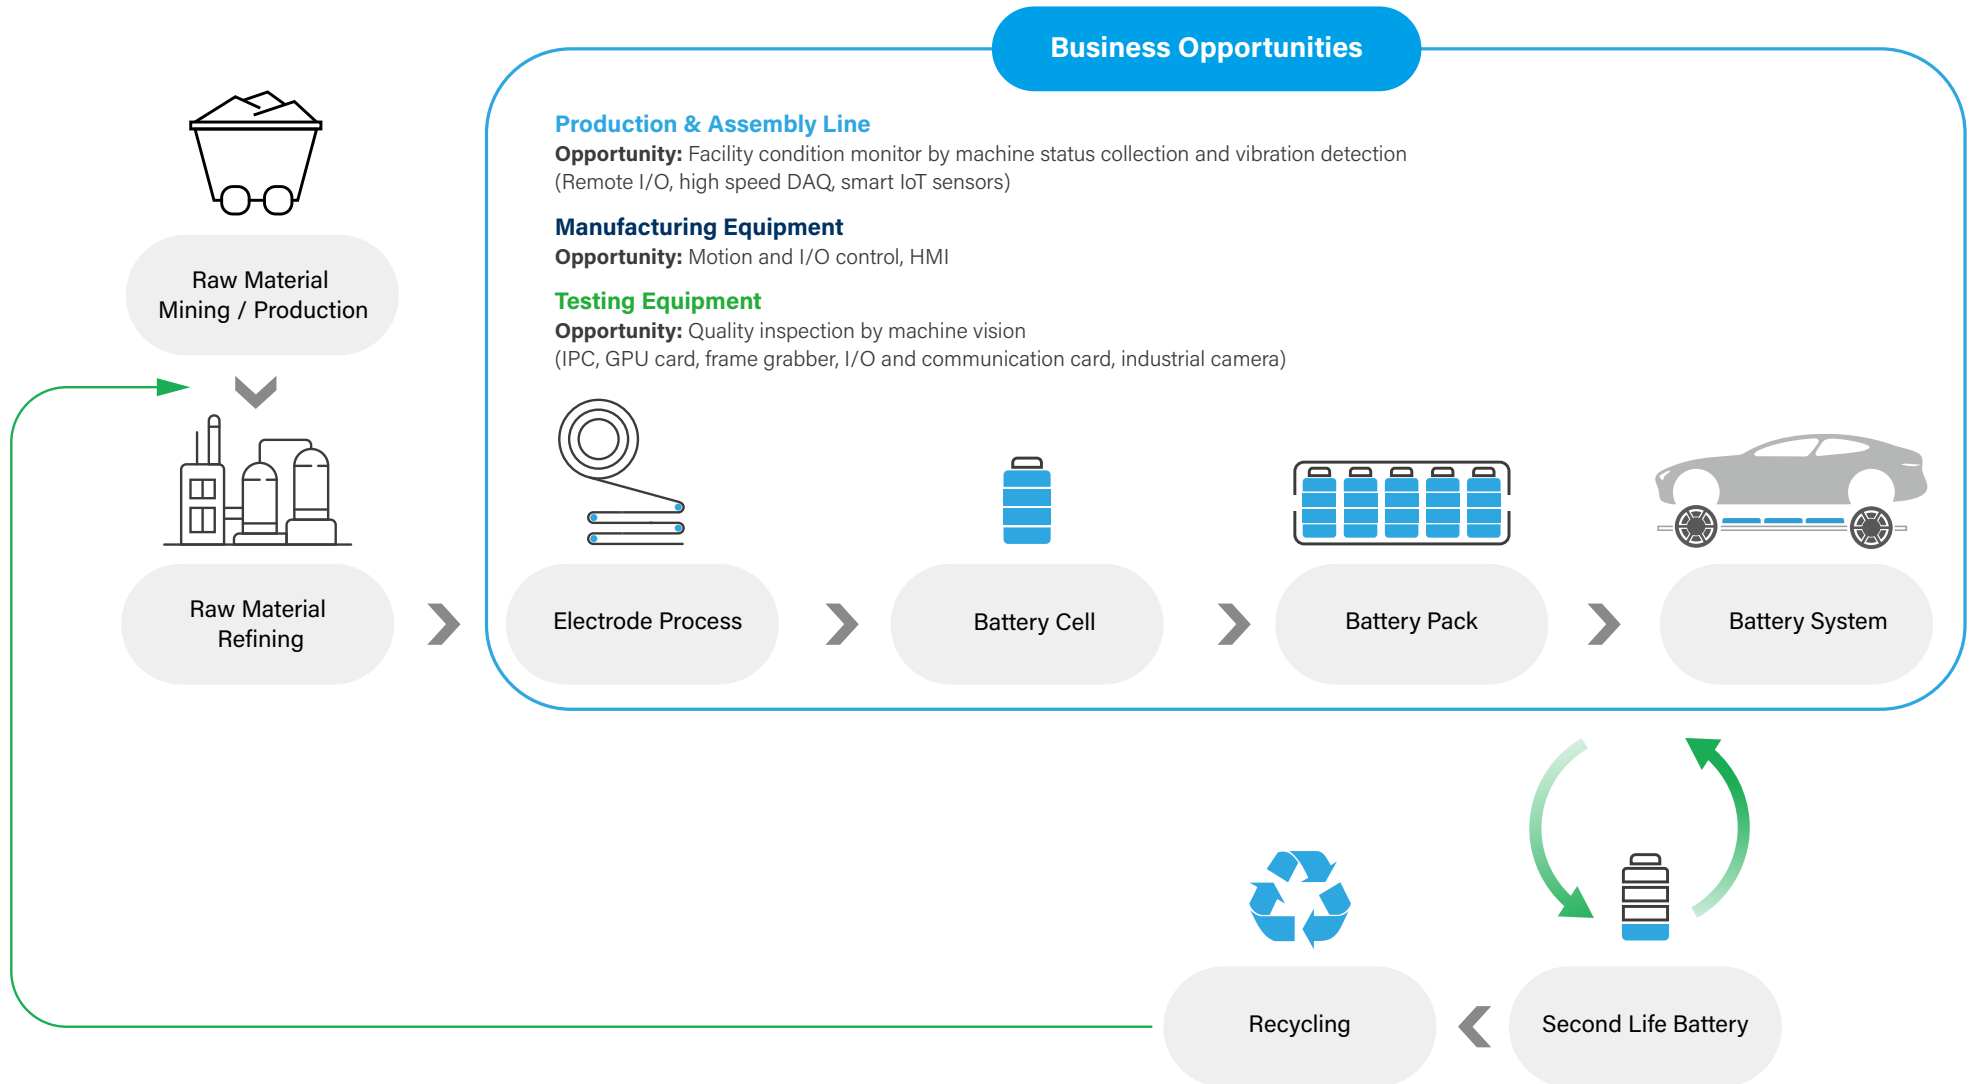 Business Opportunities
Production & Assembly Line
Opportunity: Facility condition monitor by machine status collection and vibration detection
(Remote I/O, high speed DAQ, smart IoT sensors)
Manufacturing Equipment
Opportunity: Motion and I/O control, HMI
Testing Equipment
Opportunity: Quality inspection by machine vision
(IPC, GPU card, frame grabber, I/O and communication card, industrial camera)
Raw Material
Mining / Production
Raw Material
Refining
Electrode Process
Battery Cell
Battery Pack
Battery System
Recycling
Second Life Battery